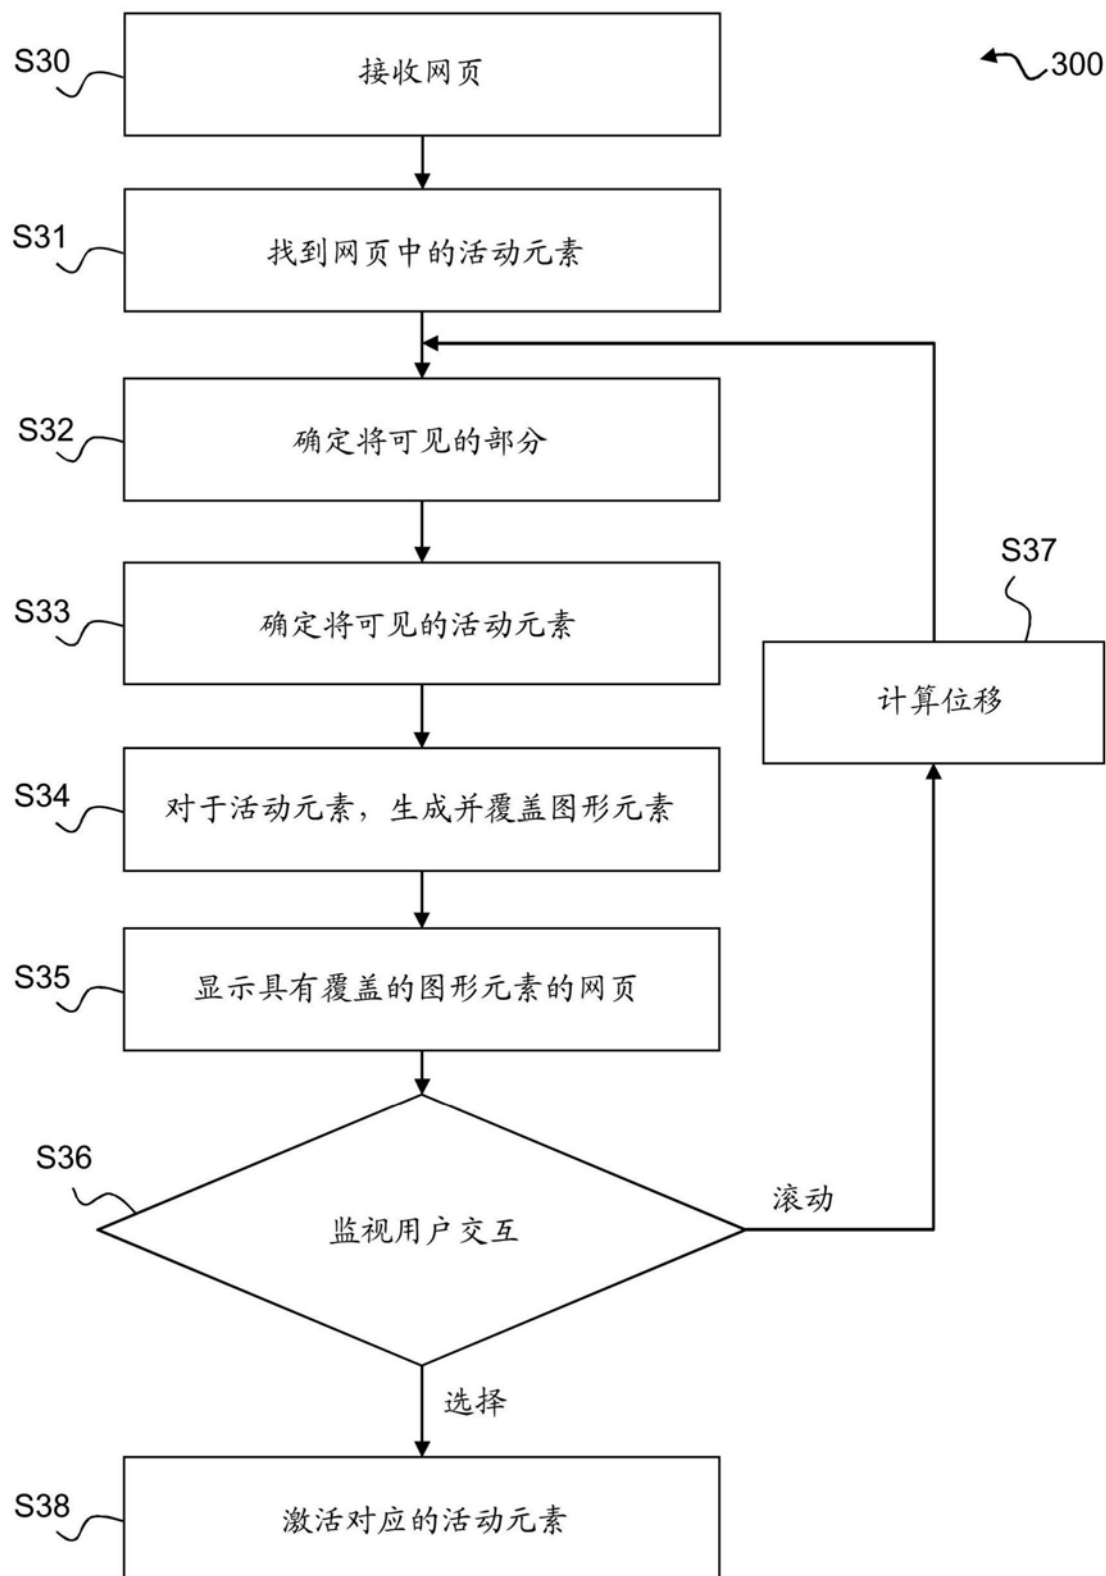 S30
接收网页
300
S31
找到网页中的活动元素
S32
确定将可见的部分
S33
确定将可见的活动元素
S37
计算位移
S34
对于活动元素，生成并覆盖图形元素
S35
显示具有覆盖的图形元素的网页
S36
监视用户交互
滚动
选择
S38
激活对应的活动元素